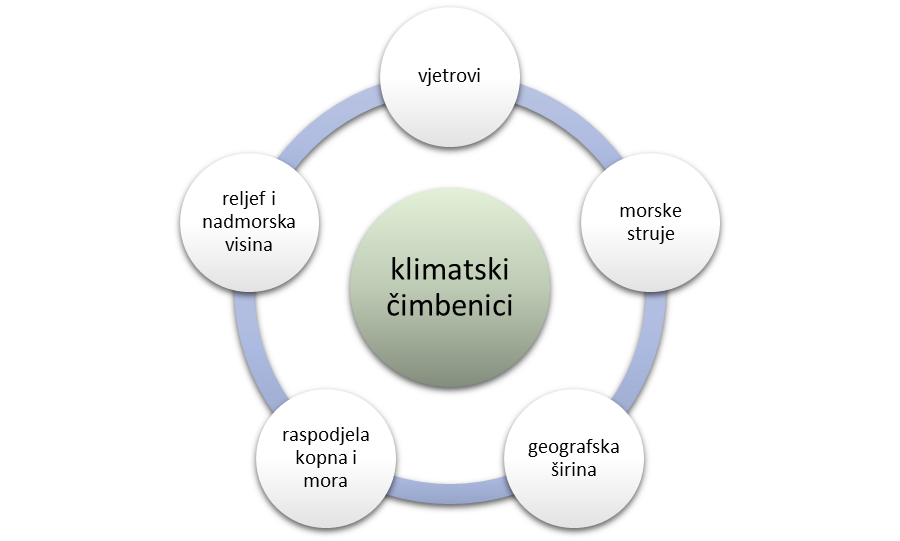 vjetrovi
morske
struje
geografska
širina
raspodjela
kopna i
mora
reljef i
nadmorska
visina
klimatski
čimbenici